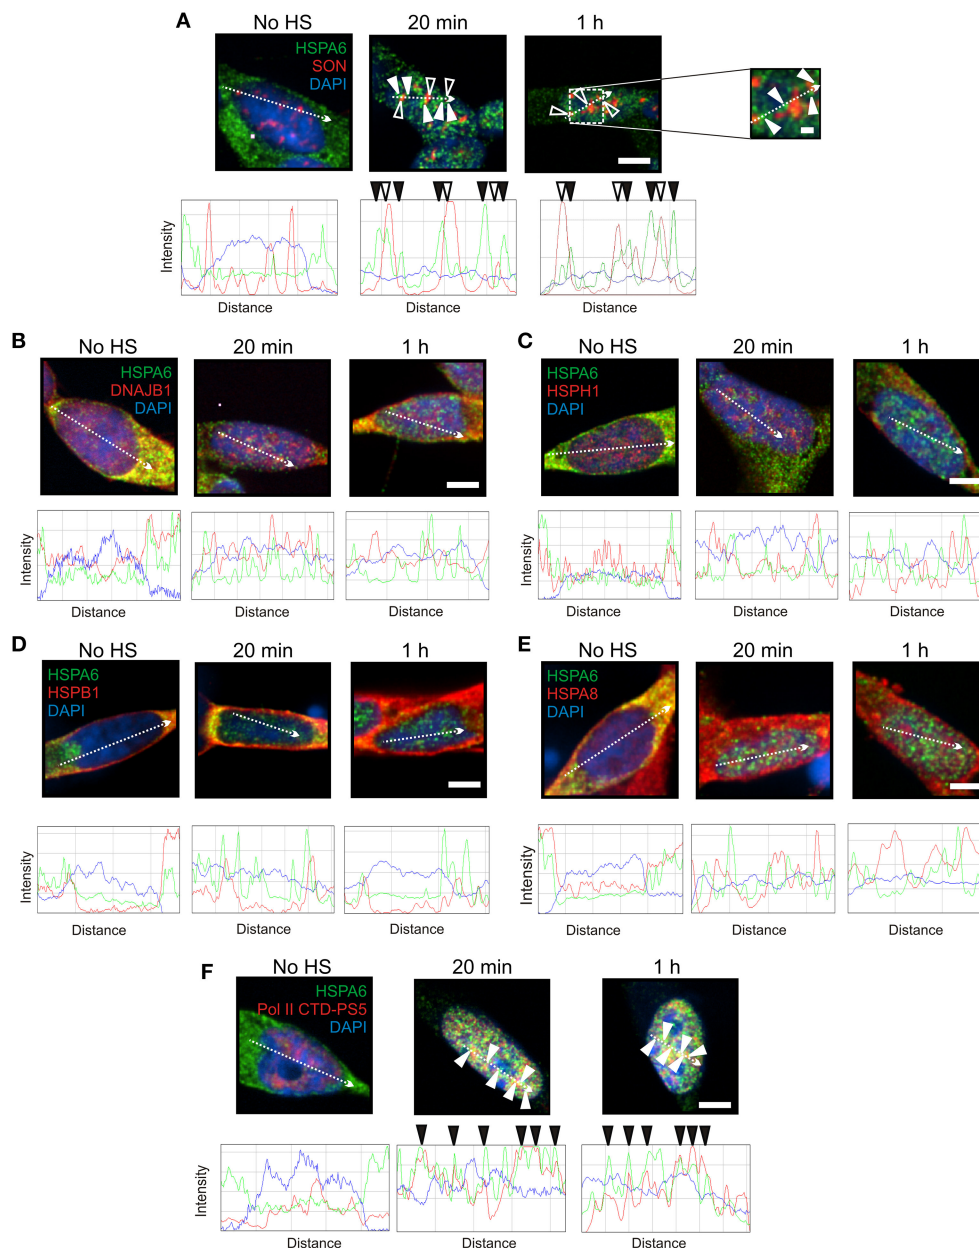 A
No HS
20 min
1 h
HSPA6
SON
DAPI
Intensity
Distance
Distance
Distance
B
No HS
20 min
1 h
HSPA6
DNAJB1
DAPI
Intensity
Distance
Distance
Distance
C
No HS
20 min
1 h
HSPA6
HSPH1
DAPI
Intensity
Distance
Distance
Distance
D
No HS
20 min
1 h
HSPA6
HSPB1
DAPI
Intensity
Distance
Distance
Distance
E
No HS
20 min
1 h
HSPA6
HSPA8
DAPI
Intensity
Distance
Distance
Distance
F
No HS
20 min
1 h
HSPA6
Pol II CTD-PS5
DAPI
Intensity
Distance
Distance
Distance